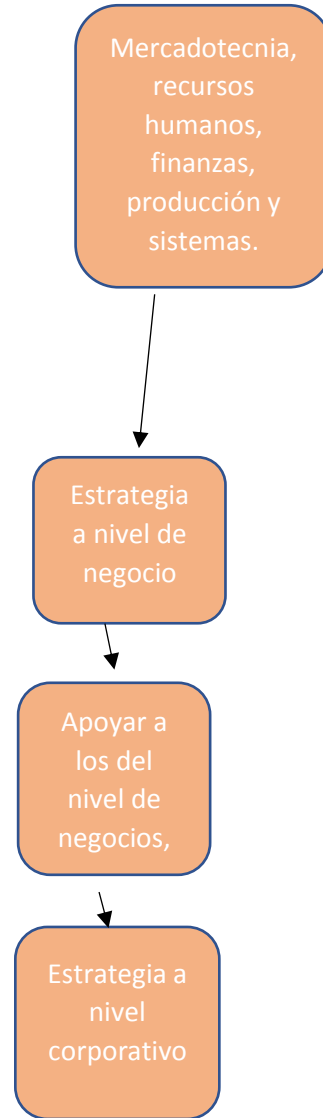 Mercadotecnia,
recursos
humanos,
finanzas,
producción y
sistemas.
Estrategia
a nivel de
negocio
Apoyar a
los del
nivel de
negocios,
Estrategia a
nivel
corporativo